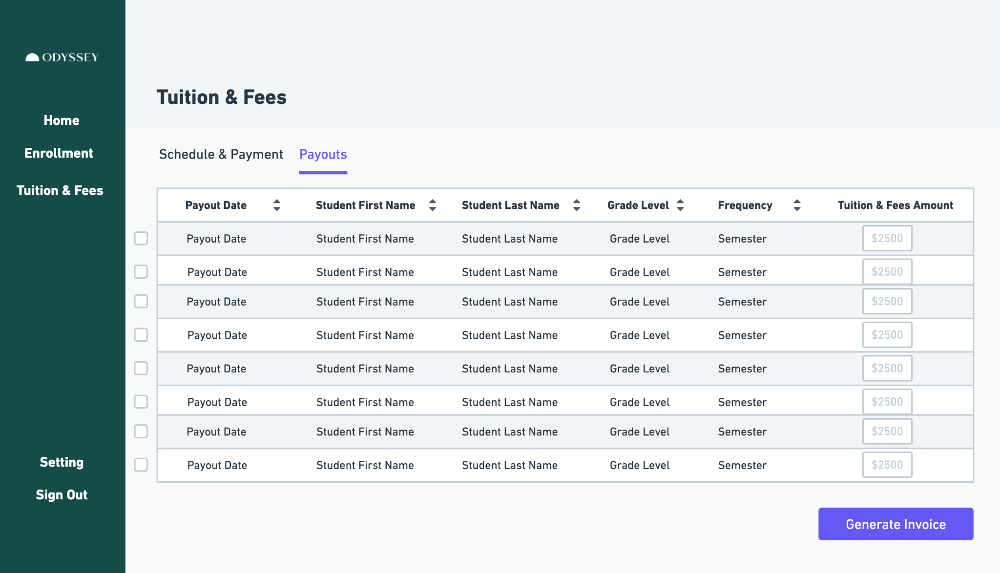 ODYSSEY
Home
Enrollment
Tuition & Fees
Setting
Sign Out
Tuition & Fees
Schedule & Payment Payouts
Payout Date Student First Name Student Last Name Grade Level Frequency Tuition & Fees Amount
Payout Date Student First Name Student Last Name Grade Level Semester $2500
Payout Date Student First Name Student Last Name Grade Level Semester $2500
Payout Date Student First Name Student Last Name Grade Level Semester $2500
Payout Date Student First Name Student Last Name Grade Level Semester $2500
Payout Date Student First Name Student Last Name Grade Level Semester $2500
Payout Date Student First Name Student Last Name Grade Level Semester $2500
Payout Date Student First Name Student Last Name Grade Level Semester $2500
Payout Date Student First Name Student Last Name Grade Level Semester $2500
Generate Invoice